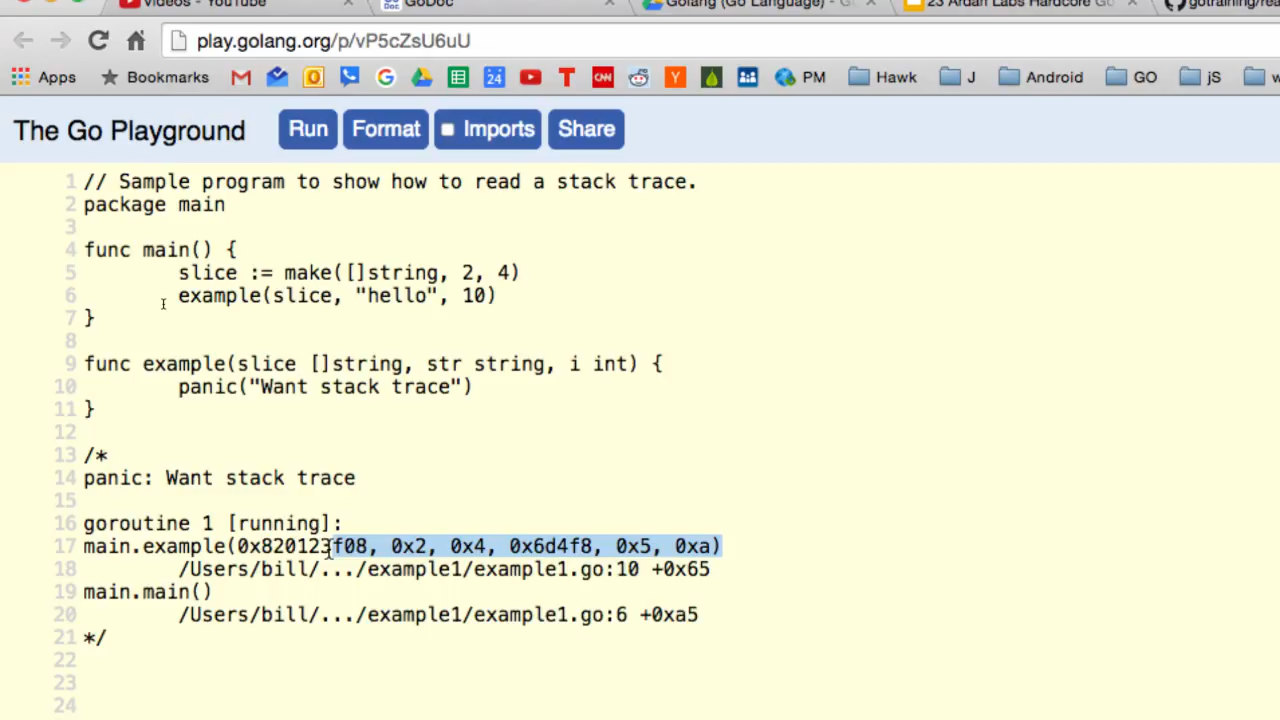 Videos - YouTube
GoDoc
Golang (Go Language) - Go
23 Ardan Labs Hardcore Go
gotraining/rea
play.golang.org/p/vP5cZsU6uU
Apps
Bookmarks
24
CNN
PM
Hawk
J
Android
GO
jS
w
The Go Playground
Run
Format
Imports
Share
1 // Sample program to show how to read a stack trace.
2 package main
3
4 func main() {
5 slice := make([]string, 2, 4)
6 example(slice, "hello", 10)
7 }
8
9 func example(slice []string, str string, i int) {
10 panic("Want stack trace")
11 }
12
13 /*
14 panic: Want stack trace
15
16 goroutine 1 [running]:
17 main.example(0x820123f08, 0x2, 0x4, 0x6d4f8, 0x5, 0xa)
18 /Users/bill/.../example1/example1.go:10 +0x65
19 main.main()
20 /Users/bill/.../example1/example1.go:6 +0xa5
21 */
22
23
24